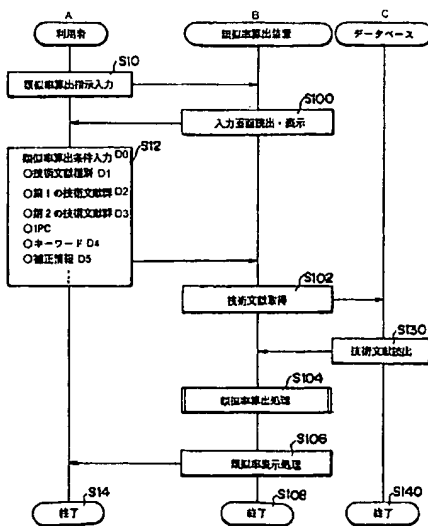 A
B
C
利用者
類似率算出装置
データベース
S10
類似率算出指示入力
S100
入力画面読出・表示
S12
類似率算出条件入力 D0
○技術文献種別 D1
○第1の技術文献群 D2
○第2の技術文献群 D3
○IPC
○キーワード D4
○補正情報 D5
S102
技術文献取得
S130
技術文献読出
S104
類似率算出処理
S106
類似率表示処理
S14
終了
S108
終了
S140
終了